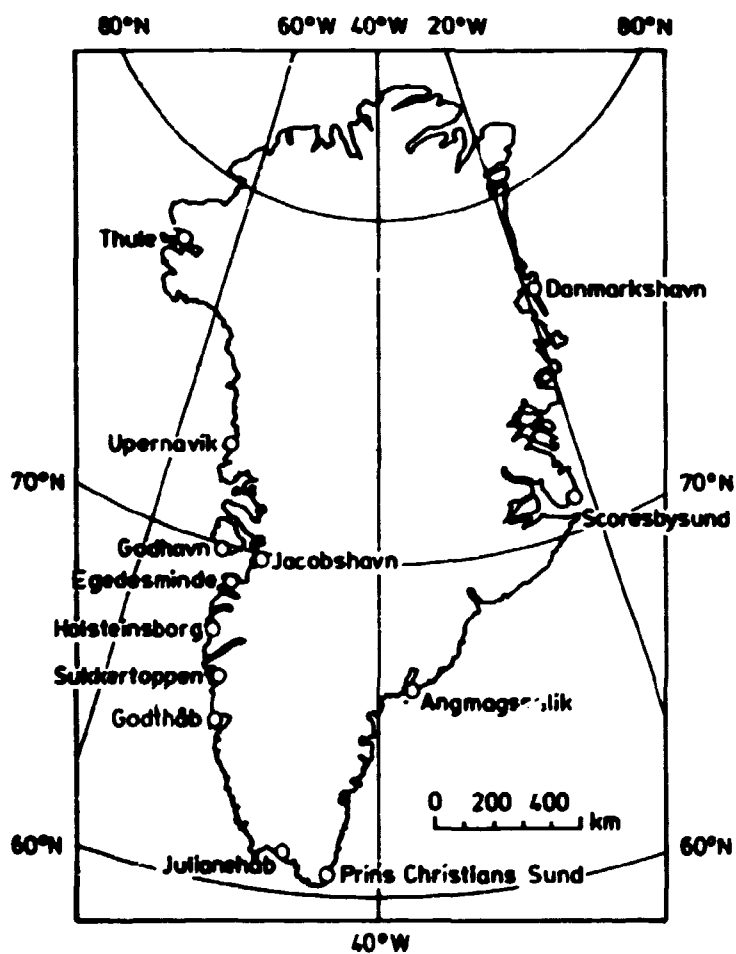 80°N 60°W 40°W 20°W 80°N
Thule
Danmarkshavn
Upernavik
70°N 70°N
Scoresbysund
Godhavn
Jacobshavn
Egedesminde
Holsteinsborg
Sukkertoppen
Angmagss
Godthåb
0 200 400
km
60°N 60°N
Julianehåb
Prins Christians Sund
40°W